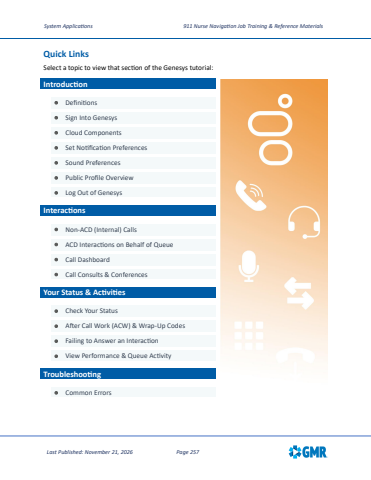 System Applications
911 Nurse Navigation Job Training & Reference Materials
Quick Links
Select a topic to view that section of the Genesys tutorial:
Introduction
• Definitions
• Sign Into Genesys
• Cloud Components
• Set Notification Preferences
• Sound Preferences
• Public Profile Overview
• Log Out of Genesys
Interactions
• Non-ACD (Internal) Calls
• ACD Interactions on Behalf of Queue
• Call Dashboard
• Call Consults & Conferences
Your Status & Activities
• Check Your Status
• After Call Work (ACW) & Wrap-Up Codes
• Failing to Answer an Interaction
• View Performance & Queue Activity
Troubleshooting
• Common Errors
Last Published: November 21, 2026
Page 257
GMR